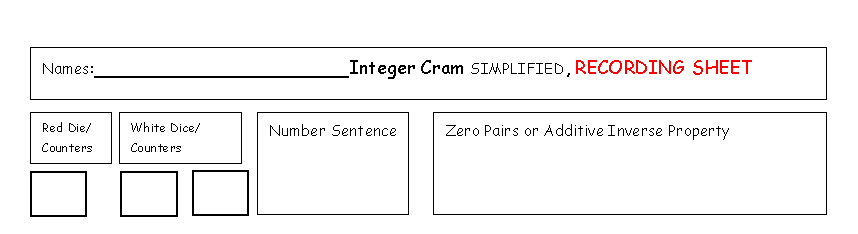 Names:____________________Integer Cram SIMPLIFIED, RECORDING SHEET
Red Die/
Counters
White Dice/
Counters
Number Sentence
Zero Pairs or Additive Inverse Property